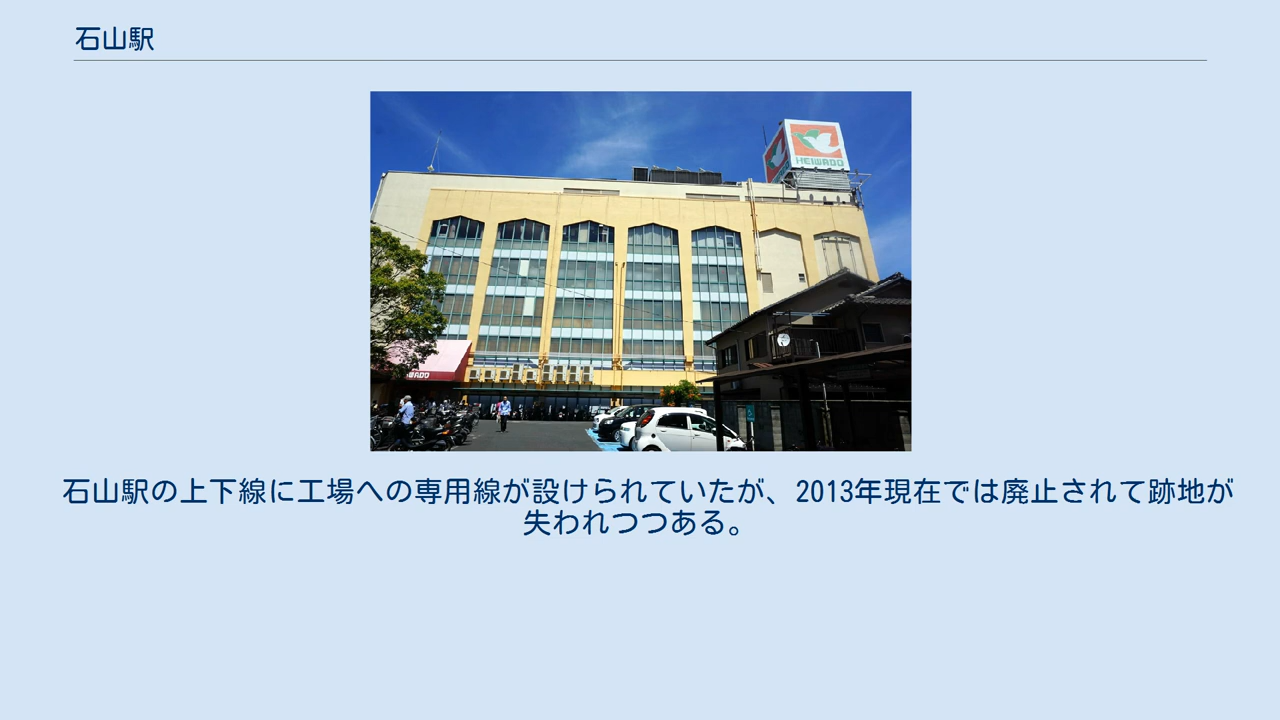 石山駅
HEIWADO
石山駅の上下線に工場への専用線が設けられていたが、2013年現在では廃止されて跡地が
失われつつある。